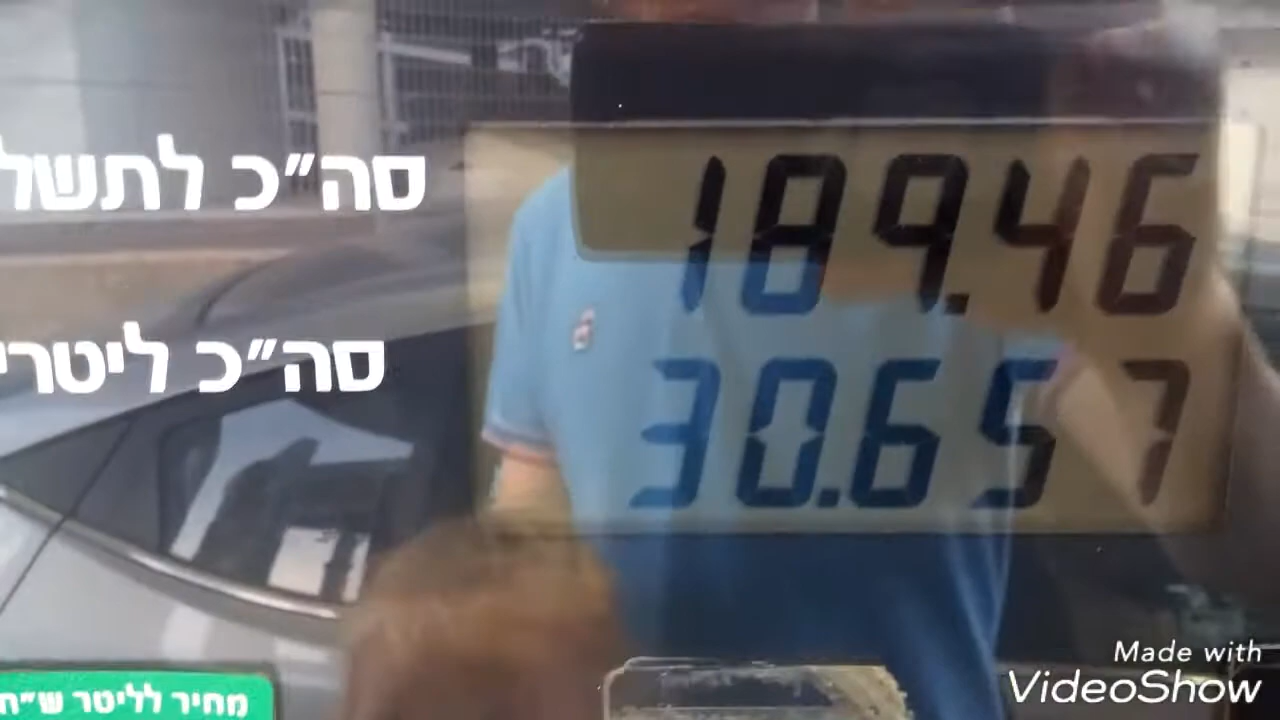 סה"כ לתשל
189.46
סה"כ ליטרי
30.657
מחיר לליטר ש"ח
Made with
VideoShow